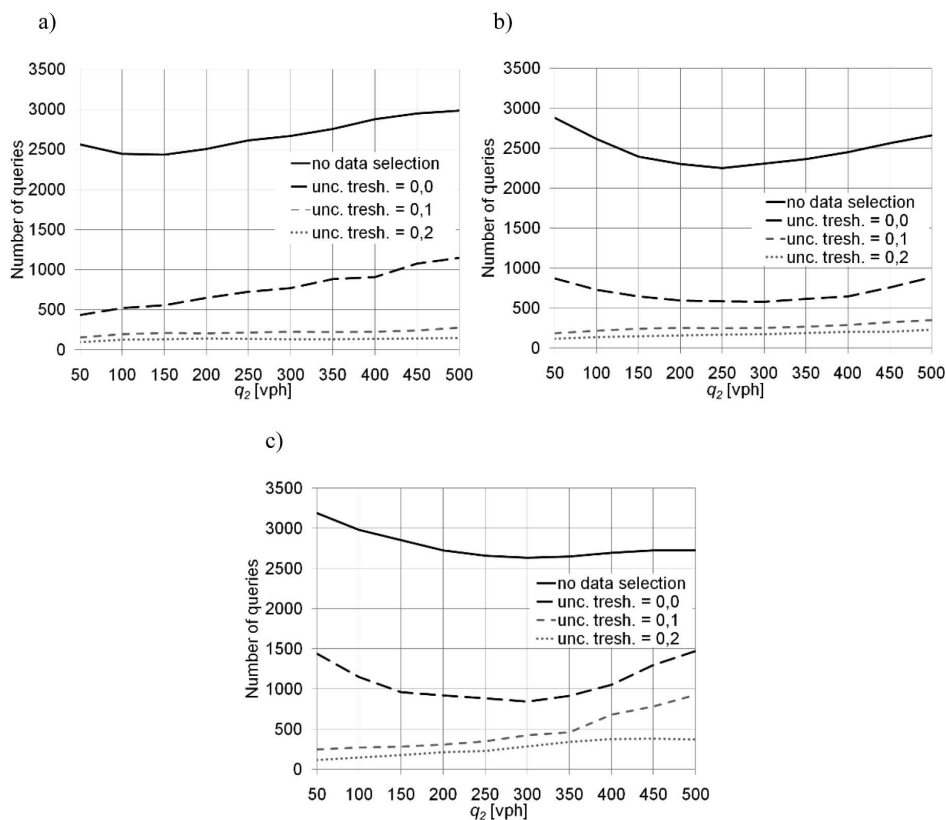 a)
3500
3000
2500
2000
1500
1000
500
0
Number of queries
no data selection
unc. tresh. = 0,0
unc. tresh. = 0,1
unc. tresh. = 0,2
50 100 150 200 250 300 350 400 450 500
q2 [vph]
b)
3500
3000
2500
2000
1500
1000
500
0
Number of queries
no data selection
unc. tresh. = 0,0
unc. tresh. = 0,1
unc. tresh. = 0,2
50 100 150 200 250 300 350 400 450 500
q2 [vph]
c)
3500
3000
2500
2000
1500
1000
500
0
Number of queries
no data selection
unc. tresh. = 0,0
unc. tresh. = 0,1
unc. tresh. = 0,2
50 100 150 200 250 300 350 400 450 500
q2 [vph]